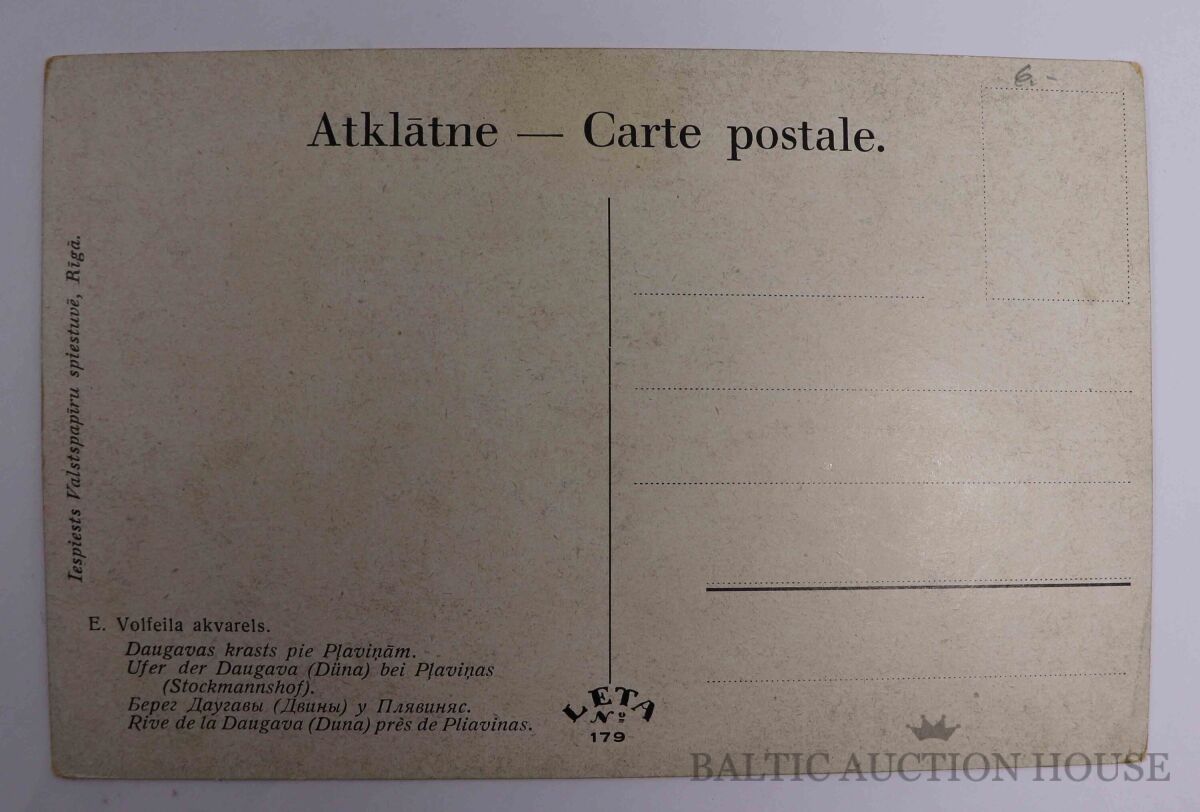 6.-
Atklātne — Carte postale.
Iespiests Valstspapīru spiestuvē, Rīgā.
E. Volfeila akvarels.
Daugavas krasts pie Pļaviņām.
Ufer der Daugava (Düna) bei Pļaviņas
(Stockmannshof).
Берег Даугавы (Двины) у Плявиняс.
Rive de la Daugava (Duna) près de Pliavinas.
LETA
№
179
BALTIC AUCTION HOUSE